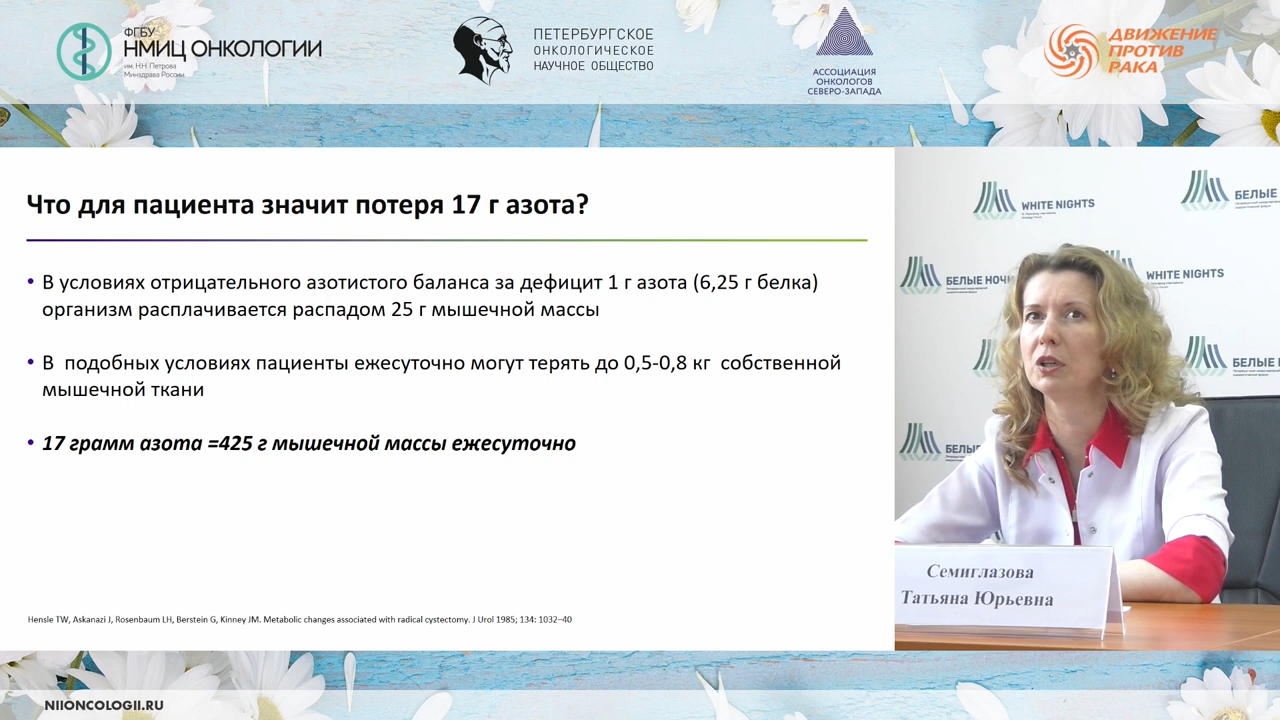 ФГБУ
НМИЦ ОНКОЛОГИИ
им. Н.Н. Петрова
Минздрава России
ПЕТЕРБУРГСКОЕ
ОНКОЛОГИЧЕСКОЕ
НАУЧНОЕ ОБЩЕСТВО
АССОЦИАЦИЯ
ОНКОЛОГОВ
СЕВЕРО-ЗАПАДА
ДВИЖЕНИЕ
ПРОТИВ
РАКА
Что для пациента значит потеря 17 г азота?
• В условиях отрицательного азотистого баланса за дефицит 1 г азота (6,25 г белка)
организм расплачивается распадом 25 г мышечной массы
• В  подобных условиях пациенты ежесуточно могут терять до 0,5-0,8 кг  собственной
мышечной ткани
• 17 грамм азота =425 г мышечной массы ежесуточно
Hensle TW, Askanazi J, Rosenbaum LH, Berstein G, Kinney JM. Metabolic changes associated with radical cystectomy. J Urol 1985; 134: 1032–40
WHITE NIGHTS
БЕЛЫЕ
БЕЛЫЕ НОЧИ
WHITE NIGHTS
БЕЛЫЕ
БЕЛЫЕ
Семиглазова
Татьяна Юрьевна
NIIONCOLOGII.RU